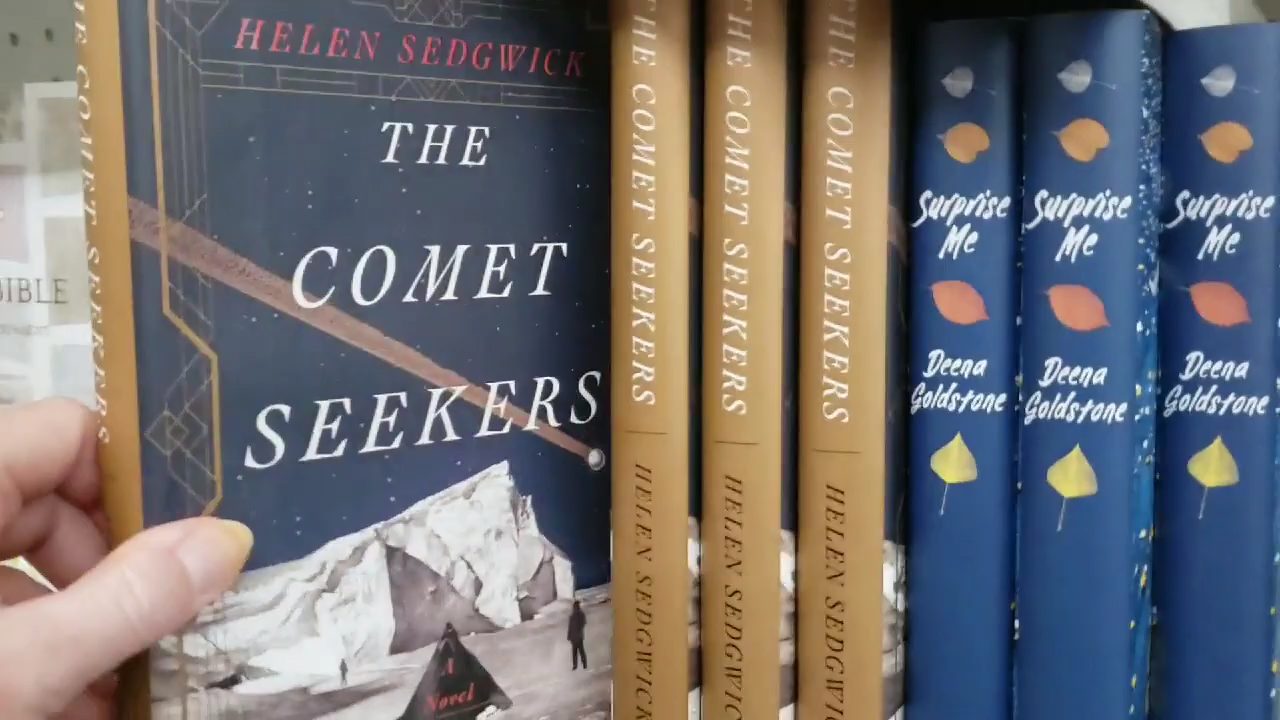 THE COMET SEEKERS
HELEN SEDGWICK
THE
COMET
SEEKERS
A
Novel
THE COMET SEEKERS
HELEN SEDGWICK
THE COMET SEEKERS
HELEN SEDGWICK
THE COMET SEEKERS
HELEN SEDGWICK
Surprise
Me
Deena
Goldstone
Surprise
Me
Deena
Goldstone
Surprise
Me
Deena
Goldstone